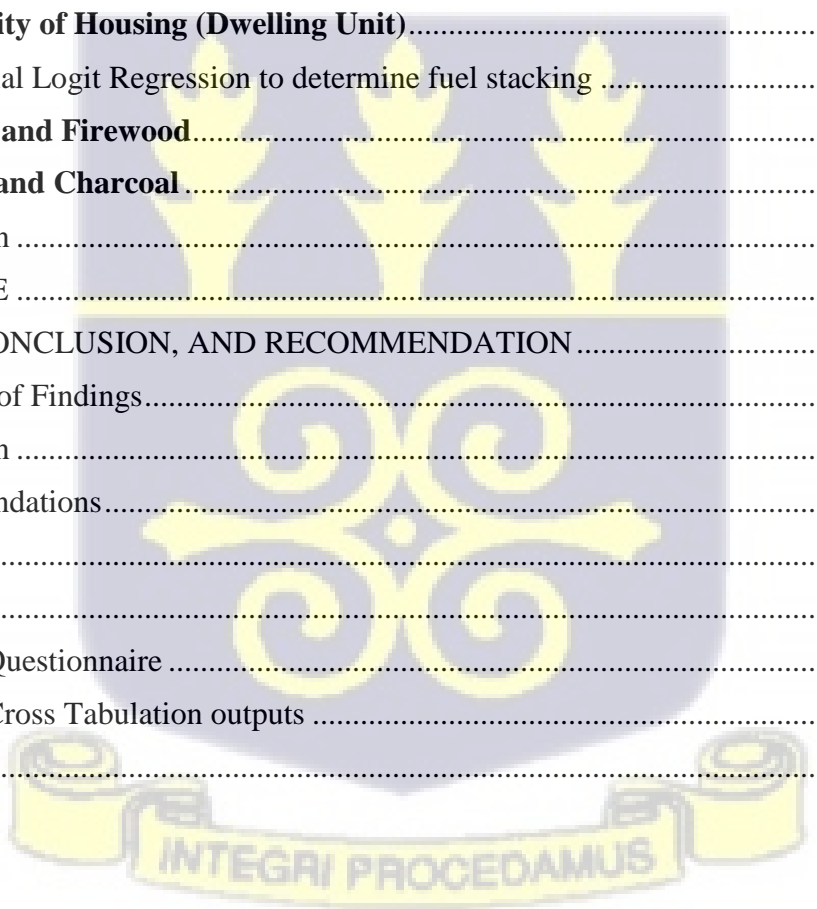 ity of Housing (Dwelling Unit)
al Logit Regression to determine fuel stacking
and Firewood
and Charcoal
n
E
ONCLUSION, AND RECOMMENDATION
of Findings
n
ndations
Questionnaire
Cross Tabulation outputs
INTEGRI PROCEDAMUS